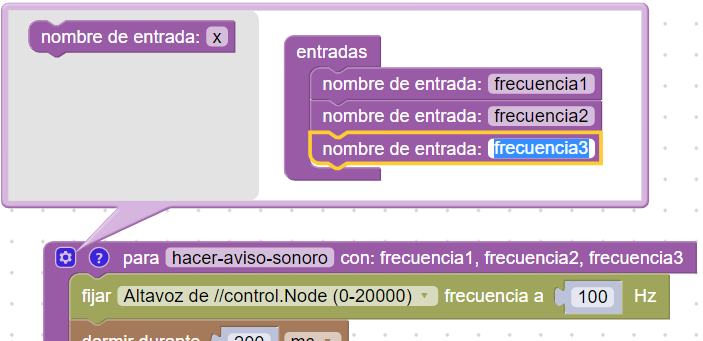 nombre de entrada: x
entradas
nombre de entrada: frecuencia1
nombre de entrada: frecuencia2
nombre de entrada: frecuencia3
? para hacer-aviso-sonoro con: frecuencia1, frecuencia2, frecuencia3
fijar Altavoz de //control.Node (0-20000) frecuencia a 100 Hz
dormir durante 200 ms